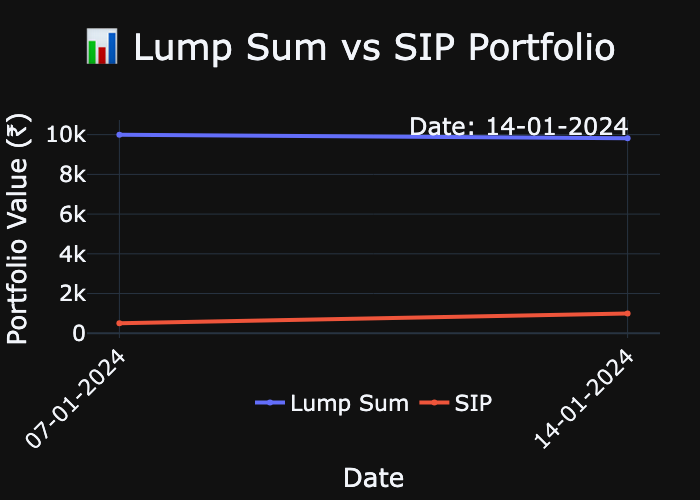 📊 Lump Sum vs SIP Portfolio
Date: 14-01-2024
Portfolio Value (₹)
10k
8k
6k
4k
2k
0
07-01-2024
14-01-2024
Lump Sum
SIP
Date